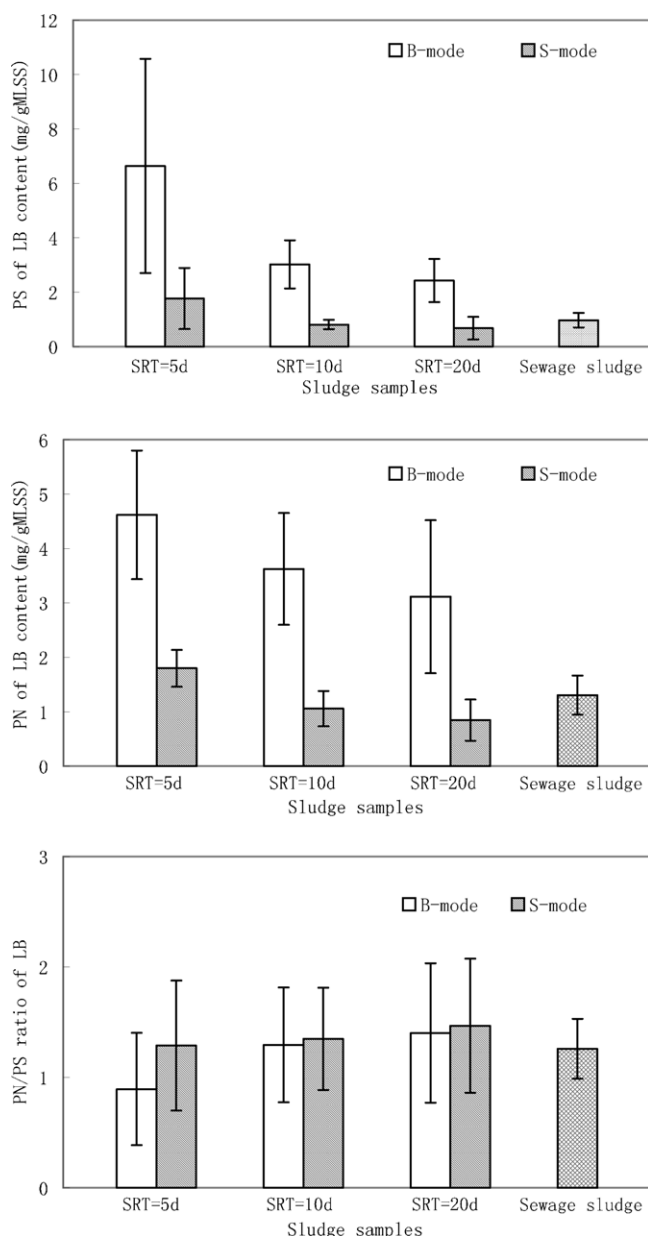 PS of LB content(mg/gMLSS)
12
10
8
6
4
2
0
B-mode S-mode
SRT=5d SRT=10d SRT=20d Sewage sludge
Sludge samples
PN of LB content(mg/gMLSS)
6
5
4
3
2
1
0
B-mode S-mode
SRT=5d SRT=10d SRT=20d Sewage sludge
Sludge samples
PN/PS ratio of LB
3
2
1
0
B-mode S-mode
SRT=5d SRT=10d SRT=20d Sewage sludge
Sludge samples